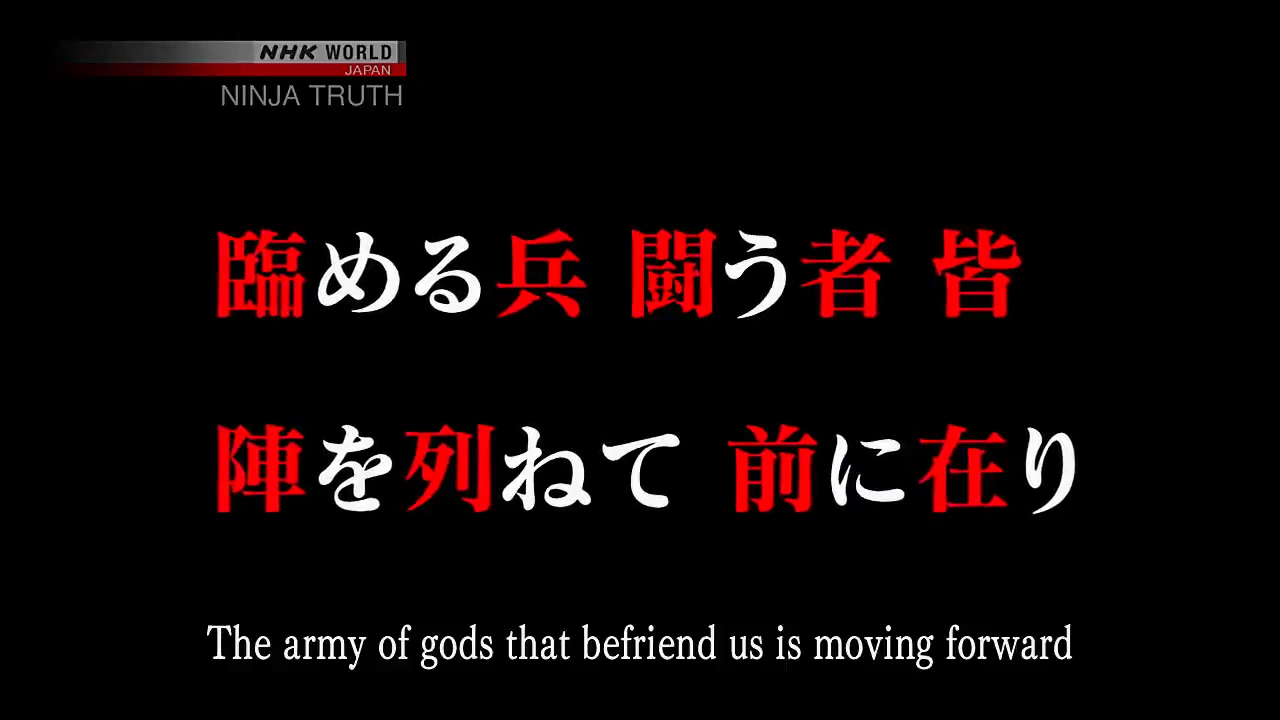 NHK WORLD
JAPAN
NINJA TRUTH
臨める兵 闘う者 皆
陣を列ねて 前に在り
The army of gods that befriend us is moving forward